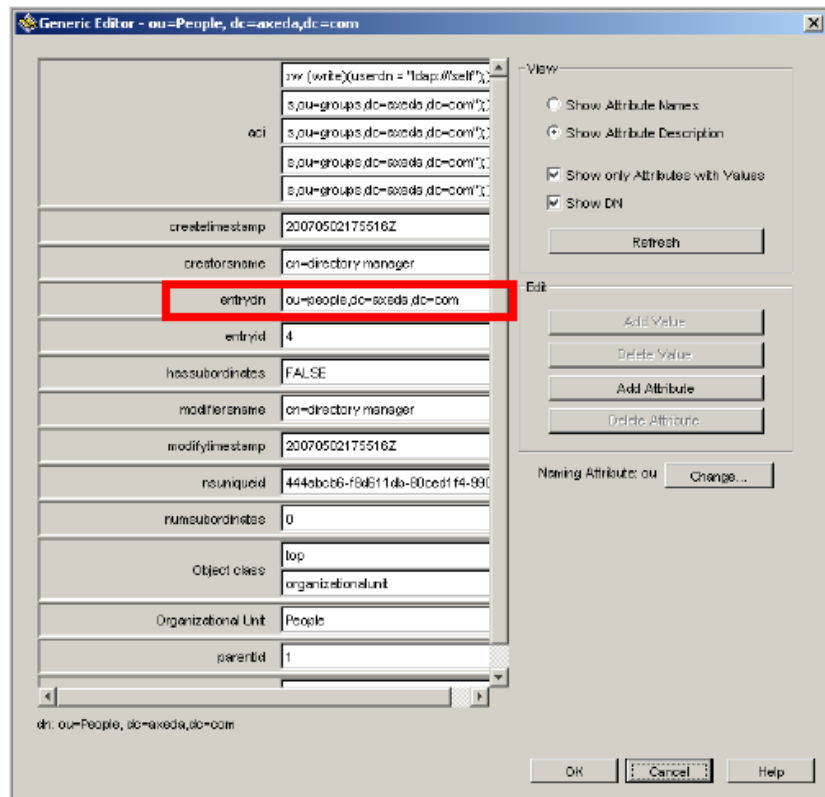 Generic Editor - ou=People, dc=axeda,dc=com
aci
:ow (write)(userdn = "ldap:///self");)
s,ou=groups,dc=axeda,dc=com");)
s,ou=groups,dc=axeda,dc=com");)
s,ou=groups,dc=axeda,dc=com");)
s,ou=groups,dc=axeda,dc=com");)
createtimestamp 20070502175516Z
creatorsname cn=directory manager
entrydn ou=people,dc=axeda,dc=com
entryid 4
hassubordinates FALSE
modifiersname cn=directory manager
modifytimestamp 20070502175516Z
nsuniqueid 444abcb6-f8d611db-80ced1f4-990
numsubordinates 0
Object class top
organizationalunit
Organizational Unit People
parentid 1
dn: ou=People, dc=axeda,dc=com
View
Show Attribute Names
Show Attribute Description
Show only Attributes with Values
Show DN
Refresh
Edit
Add Value
Delete Value
Add Attribute
Delete Attribute
Naming Attribute: ou Change...
OK Cancel Help